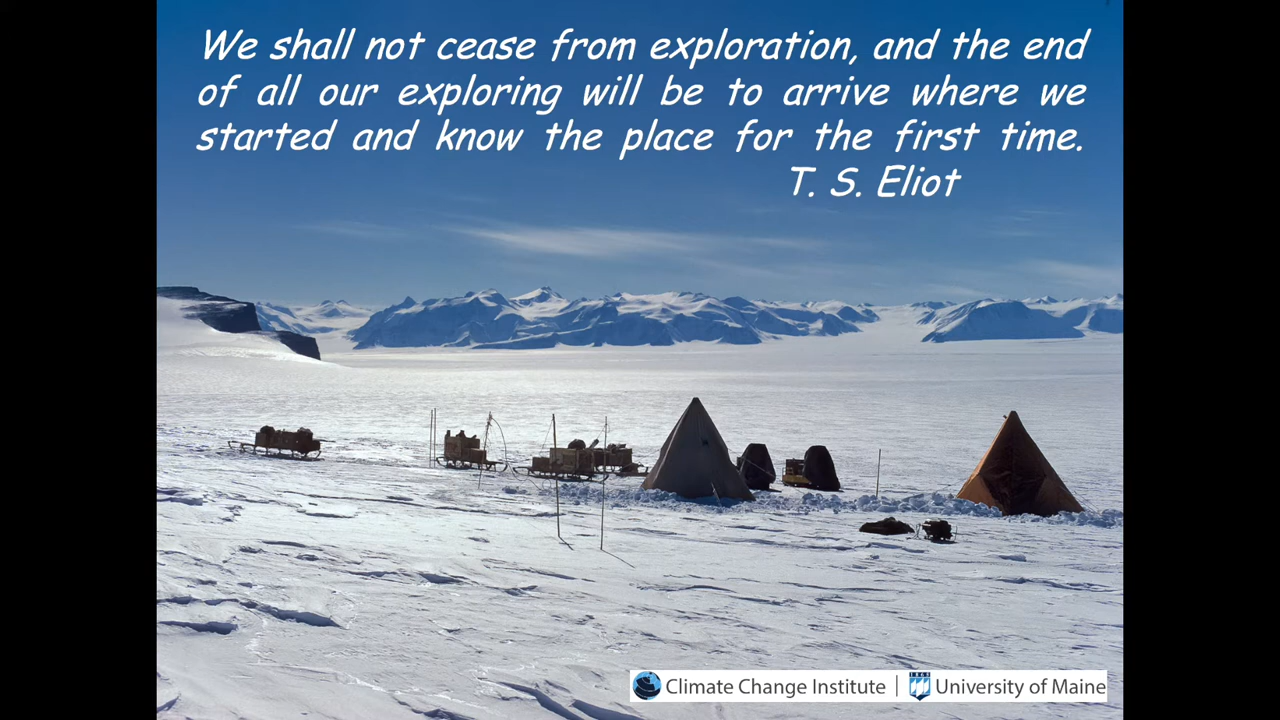 We shall not cease from exploration, and the end
of all our exploring will be to arrive where we
started and know the place for the first time.
T. S. Eliot
Climate Change Institute | University of Maine